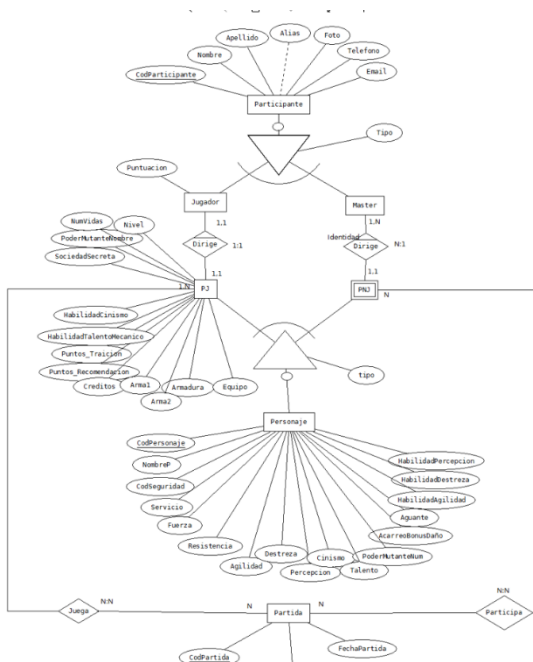 Alias
Apellido
Foto
Nombre
Telefono
CodParticipante
Email
Participante
Tipo
Puntuacion
Jugador
Master
1.1
1.N
NumVidas
Nivel
PoderMutanteNombre
SociedadSecreta
Dirige
1:1
Identidad
Dirige
N:1
1.1
1.1
1.N
PJ
PNJ
N
HabilidadCinismo
HabilidadTalentoMecanico
Puntos_Traicion
Puntos_Recomendacion
Creditos
Arma1
Arma2
Armadura
Equipo
tipo
Personaje
CodPersonaje
NombreP
CodSeguridad
Servicio
Fuerza
Resistencia
Agilidad
Destreza
Percepcion
Cinismo
Talento
PoderMutanteNum
AcarreoBonusDaño
Aguante
HabilidadAgilidad
HabilidadDestreza
HabilidadPercepcion
Juega
N:N
N
Partida
N
N:N
Participa
CodPartida
FechaPartida